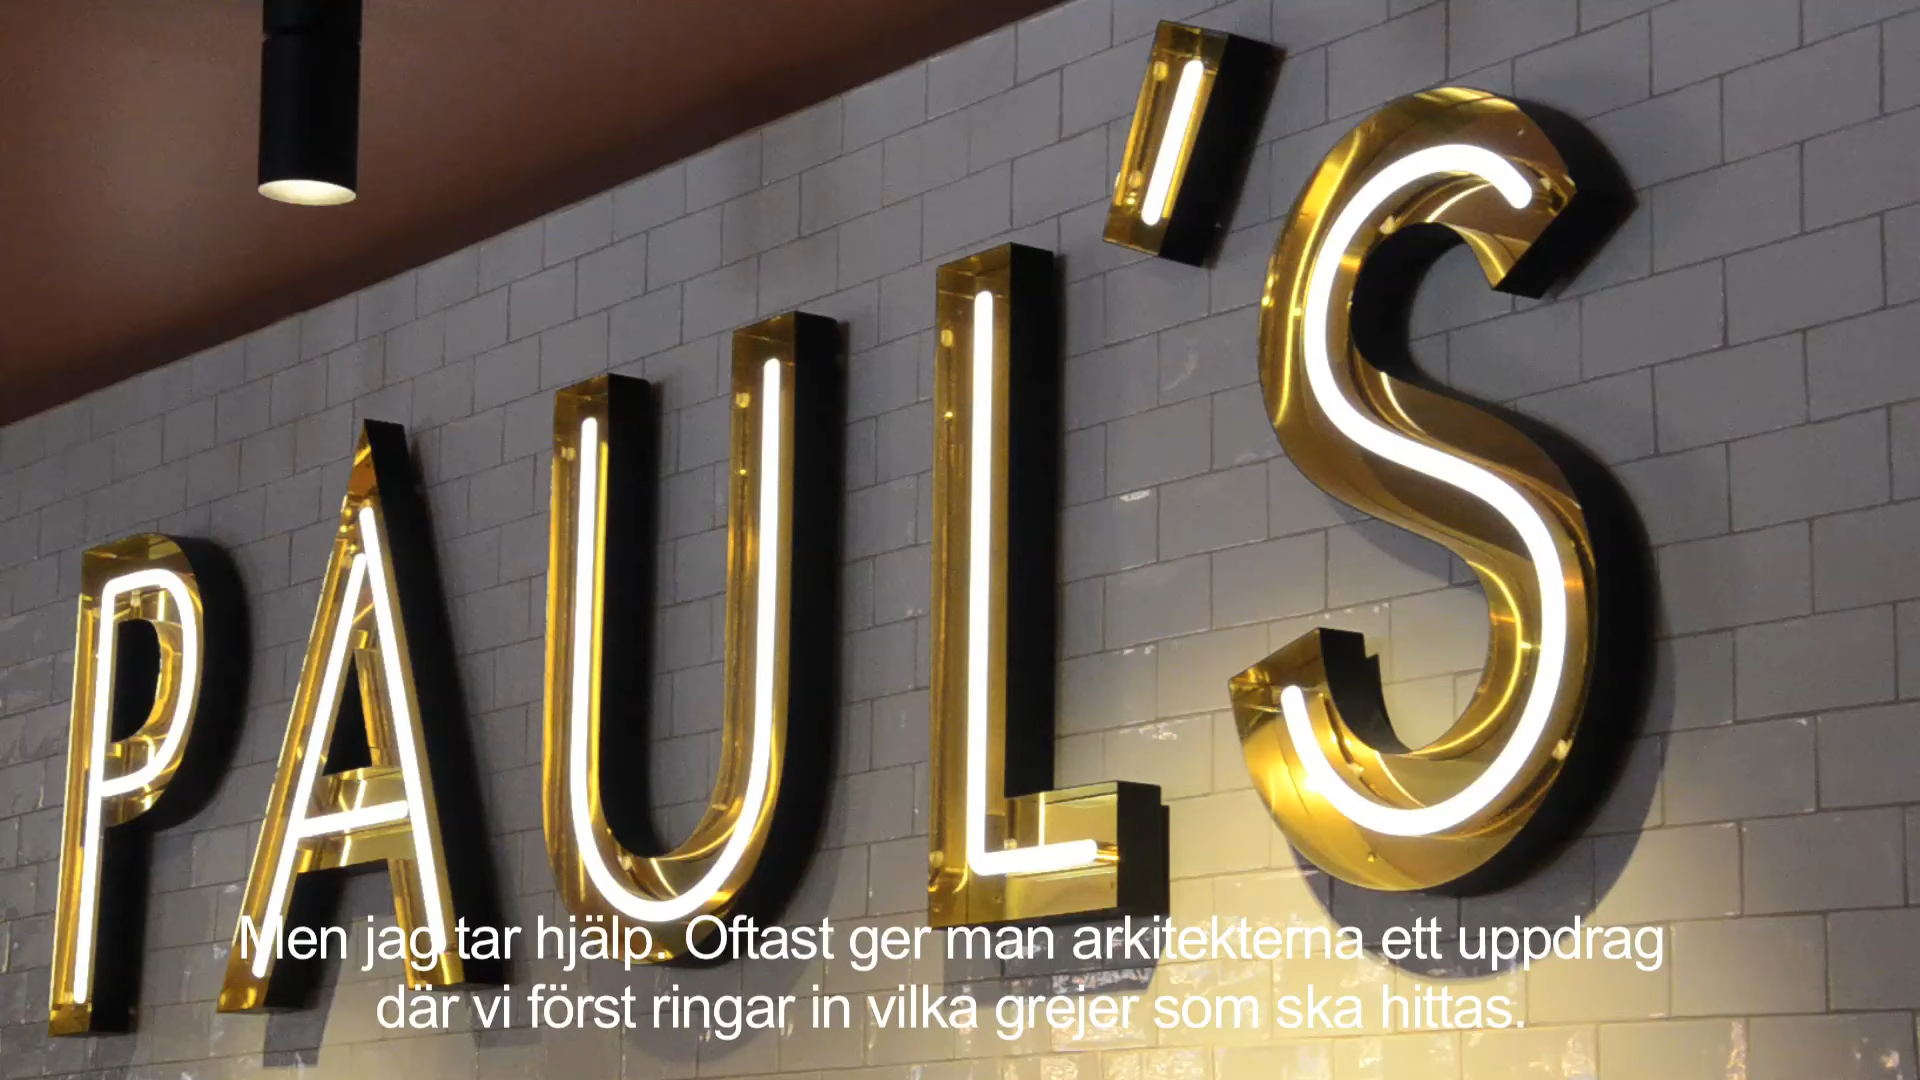 PAUL'S
Men jag tar hjälp. Oftast ger man arkitekterna ett uppdrag
där vi först ringar in vilka grejer som ska hittas.